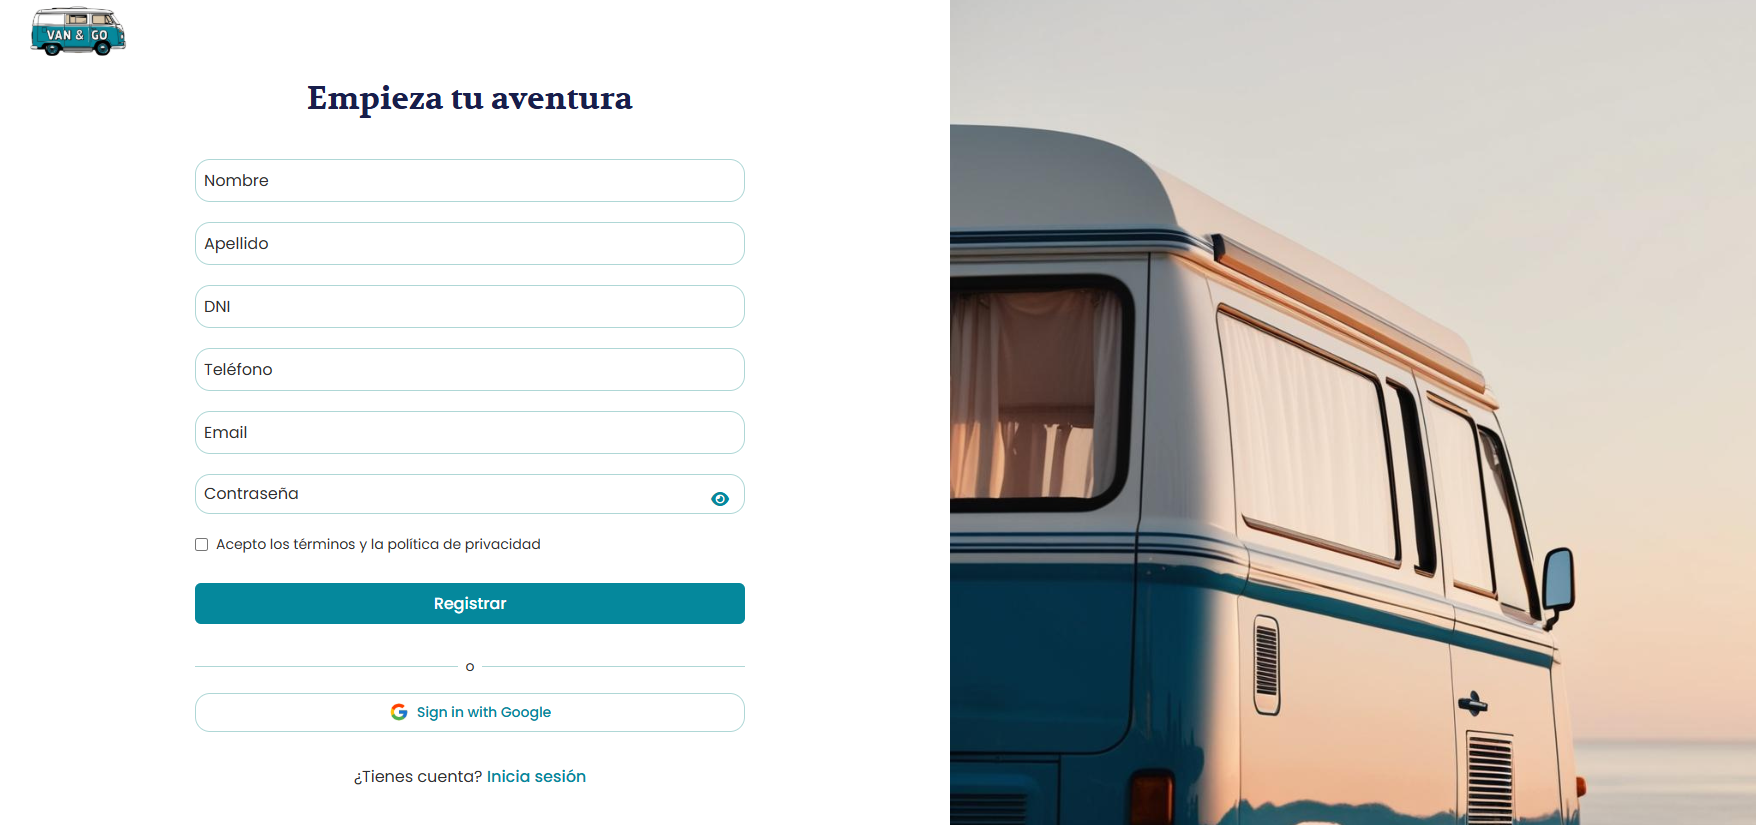 VAN & GO
Empieza tu aventura
Nombre
Apellido
DNI
Teléfono
Email
Contraseña
Acepto los términos y la política de privacidad
Registrar
o
Sign in with Google
¿Tienes cuenta? Inicia sesión